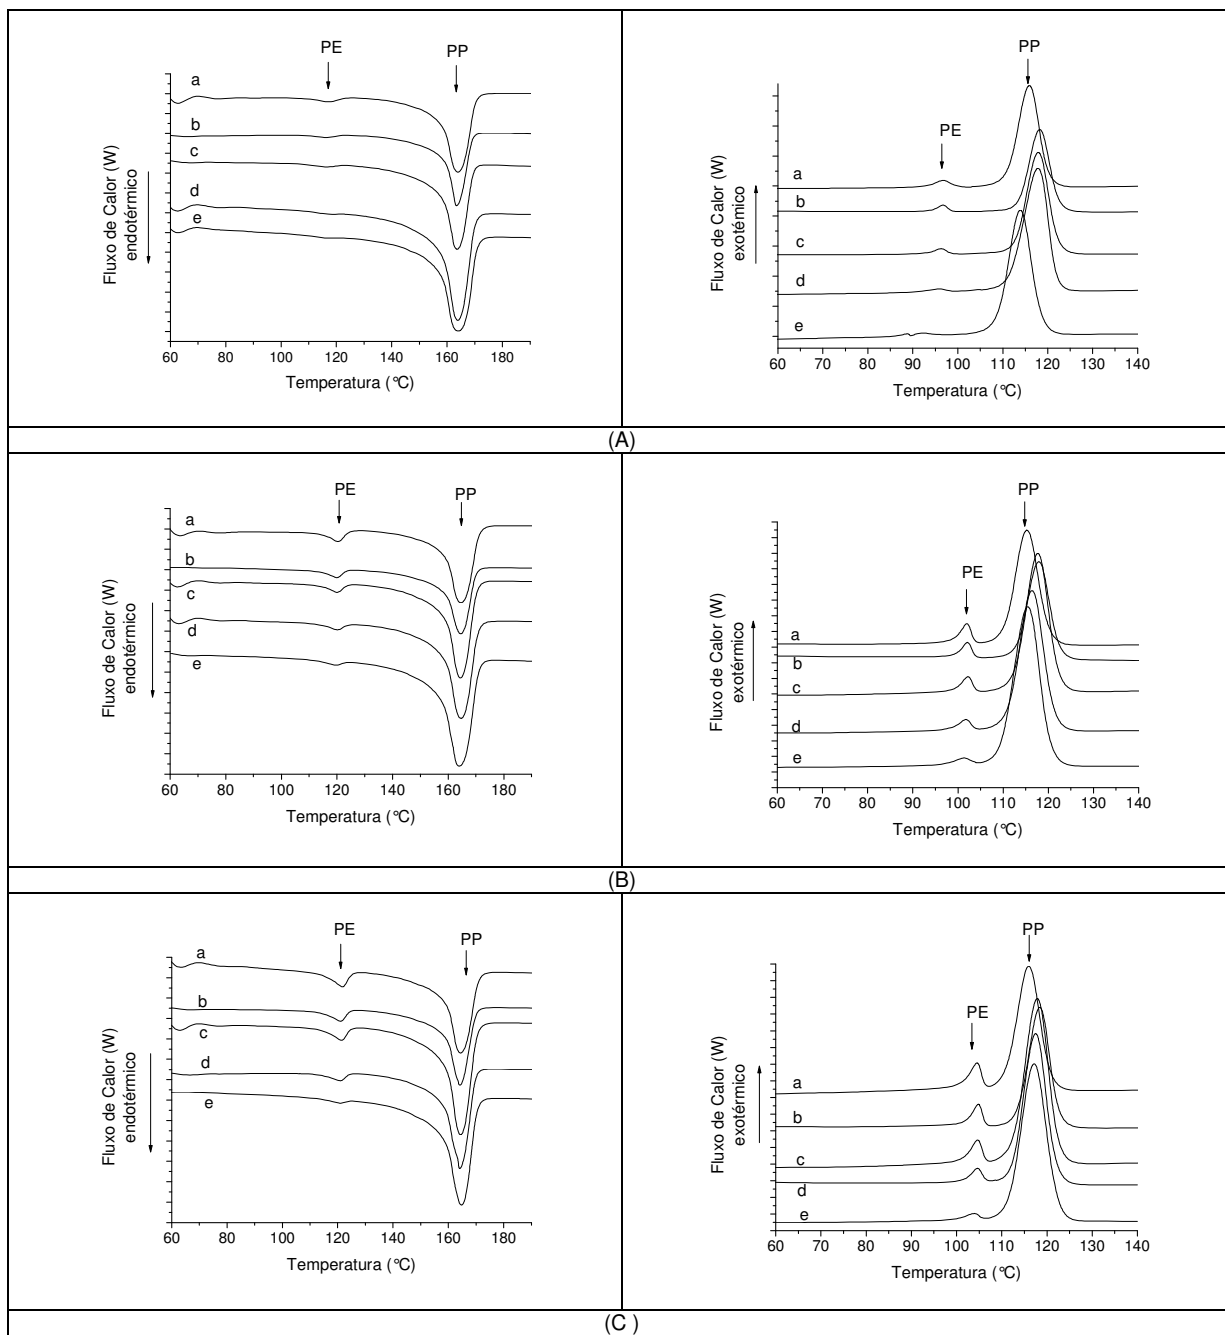 PE
PP
a
b
c
d
e
Fluxo de Calor (W)
endotérmico
60 80 100 120 140 160 180
Temperatura (°C)
PP
PE
a
b
c
d
e
Fluxo de Calor (W)
exotémico
60 70 80 90 100 110 120 130 140
Temperatura (°C)
(A)
PE
PP
a
b
c
d
e
Fluxo de Calor (W)
endotérmico
60 80 100 120 140 160 180
Temperatura (°C)
PP
PE
a
b
c
d
e
Fluxo de Calor (W)
exotérmico
60 70 80 90 100 110 120 130 140
Temperatura (°C)
(B)
PE
PP
a
b
c
d
e
Fluxo de Calor (W)
endotérmico
60 80 100 120 140 160 180
Temperatura (°C)
PP
PE
a
b
c
d
e
Fluxo de Calor (W)
exotérmico
60 70 80 90 100 110 120 130 140
Temperatura (°C)
(C )